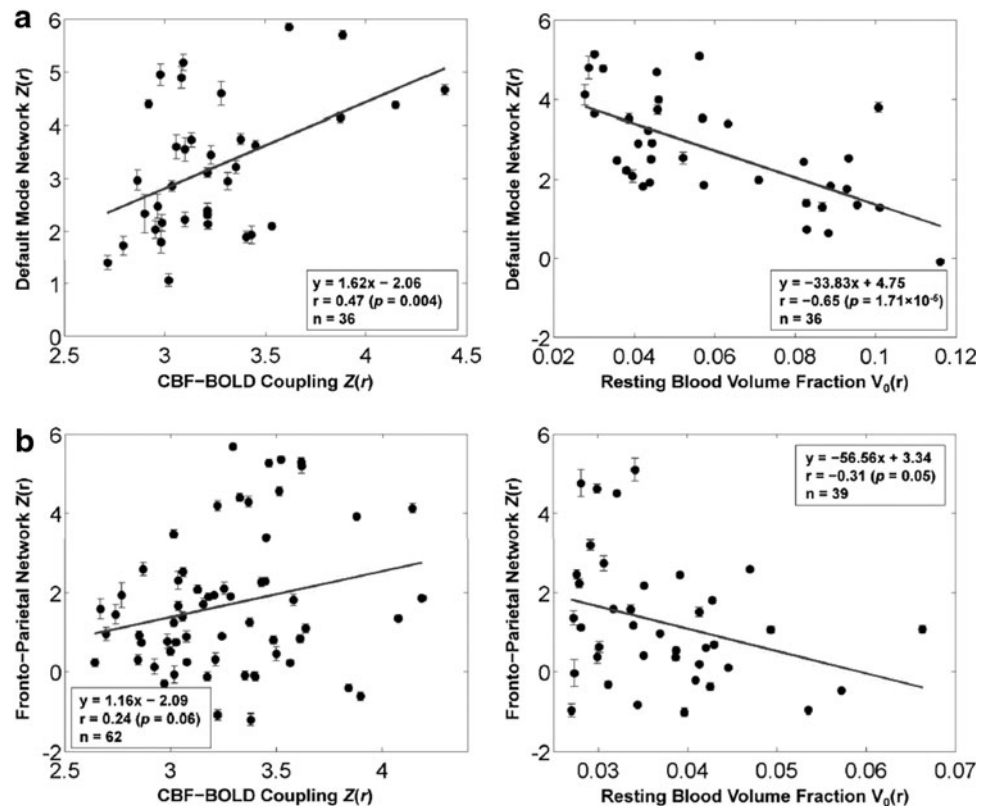 a
Default Mode Network Z(r)
6
5
4
3
2
1
0
2.5
3
3.5
4
4.5
CBF−BOLD Coupling Z(r)
y = 1.62x − 2.06
r = 0.47 (p = 0.004)
n = 36
Default Mode Network Z(r)
6
4
2
0
-2
0.02
0.04
0.06
0.08
0.1
0.12
Resting Blood Volume Fraction V₀(r)
y = −33.83x + 4.75
r = −0.65 (p = 1.71×10⁻⁵)
n = 36
b
Fronto−Parietal Network Z(r)
6
4
2
0
-2
2.5
3
3.5
4
CBF−BOLD Coupling Z(r)
y = 1.16x − 2.09
r = 0.24 (p = 0.06)
n = 62
Fronto−Parietal Network Z(r)
6
4
2
0
-2
0.03
0.04
0.05
0.06
0.07
Resting Blood Volume Fraction V₀(r)
y = −56.56x + 3.34
r = −0.31 (p = 0.05)
n = 39